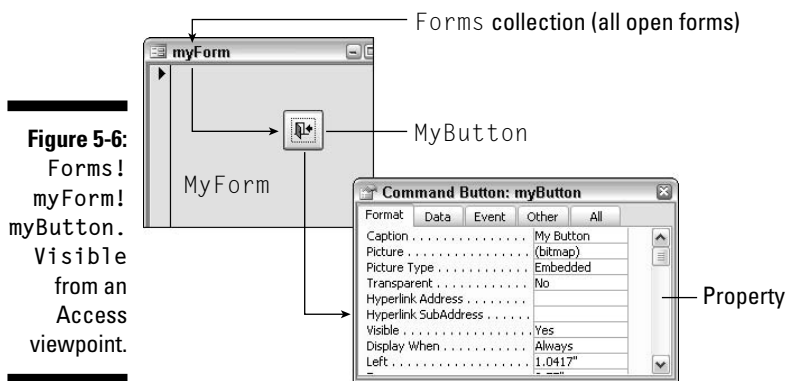 Forms collection (all open forms)
myForm
MyButton
MyForm
Figure 5-6:
Forms!
myForm!
myButton.
Visible
from an
Access
viewpoint.
Command Button: myButton
Format Data Event Other All
Caption . . . . . . . . . . . . . . . My Button
Picture . . . . . . . . . . . . . . . . (bitmap)
Picture Type . . . . . . . . . . . . Embedded
Transparent . . . . . . . . . . . . No
Hyperlink Address . . . . . . . .
Hyperlink SubAddress . . . . . .
Visible . . . . . . . . . . . . . . . . . Yes
Display When . . . . . . . . . . . Always
Left . . . . . . . . . . . . . . . . . . . 1.0417"
Property